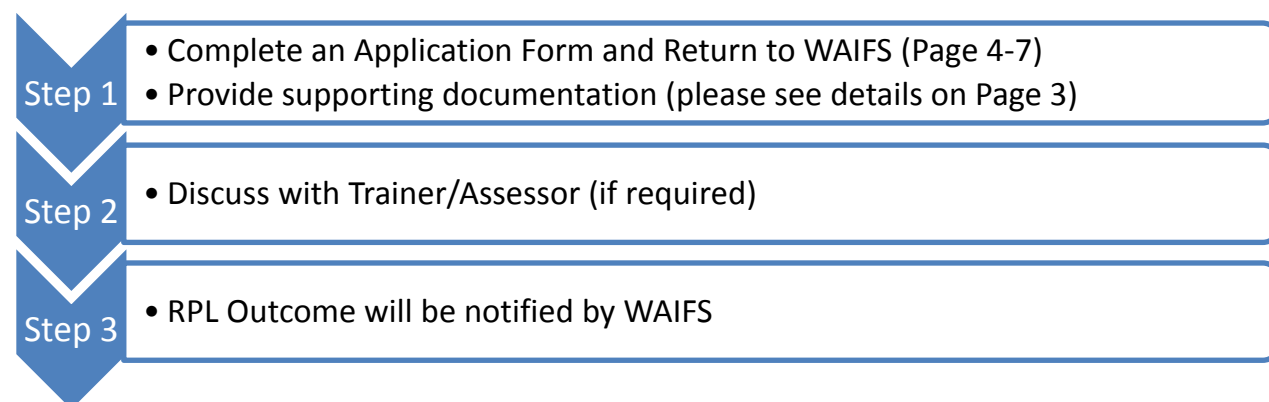 Step 1
• Complete an Application Form and Return to WAIFS (Page 4-7)
• Provide supporting documentation (please see details on Page 3)
Step 2
• Discuss with Trainer/Assessor (if required)
Step 3
• RPL Outcome will be notified by WAIFS